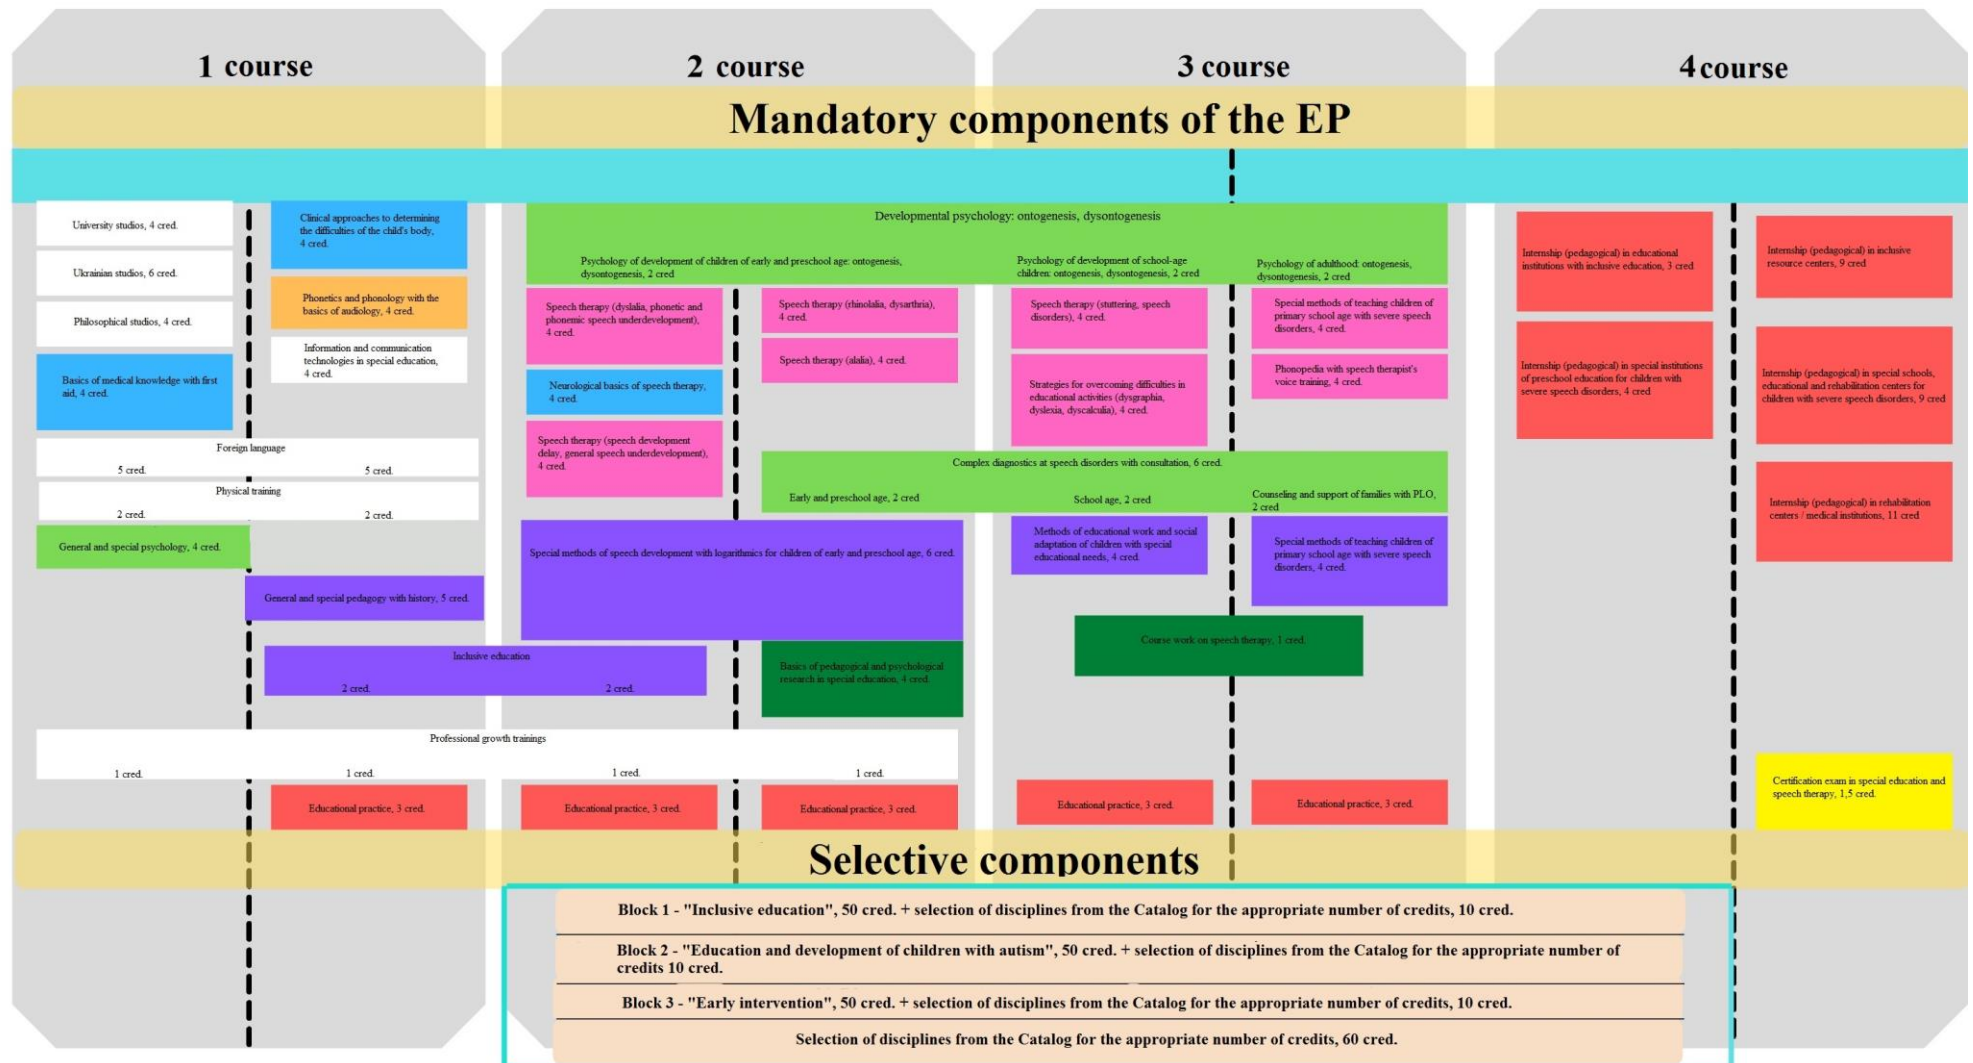 1 course
2 course
3 course
4 course
Mandatory components of the EP
University studios, 4 cred.
Ukrainian studios, 6 cred.
Philosophical studios, 4 cred.
Basics of medical knowledge with first
aid, 4 cred.
Clinical approaches to determining
the difficulties of the child's body,
4 cred.
Phonetics and phonology with the
basics of audiology, 4 cred.
Information and communication
technologies in special education,
4 cred.
Foreign language
5 cred.
5 cred.
Physical training
2 cred.
2 cred.
General and special psychology, 4 cred.
General and special pedagogy with history, 5 cred.
Inclusive education
2 cred.
2 cred.
Professional growth trainings
1 cred.
1 cred.
1 cred.
1 cred.
Educational practice, 3 cred.
Developmental psychology: ontogenesis, dysontogenesis
Psychology of development of children of early and preschool age: ontogenesis,
dysontogenesis, 2 cred
Psychology of development of school-age
children: ontogenesis, dysontogenesis, 2 cred
Psychology of adulthood: ontogenesis,
dysontogenesis, 2 cred
Speech therapy (dyslalia, phonetic and
phonemic speech underdevelopment),
4 cred.
Neurological basics of speech therapy,
4 cred.
Speech therapy (speech development
delay, general speech underdevelopment),
4 cred.
Speech therapy (rhinolalia, dysarthria),
4 cred.
Speech therapy (alalia), 4 cred.
Speech therapy (stuttering, speech
disorders), 4 cred.
Strategies for overcoming difficulties in
educational activities (dysgraphia,
dyslexia, dyscalculia), 4 cred.
Special methods of teaching children of
primary school age with severe speech
disorders, 4 cred
Phonopedia with speech therapist's
voice training, 4 cred.
Complex diagnostics at speech disorders with consultation, 6 cred.
Early and preschool age, 2 cred
School age, 2 cred
Counseling and support of families with PLO,
2 cred
Special methods of speech development with logarithmics for children of early and preschool age, 6 cred.
Basics of pedagogical and psychological
research in special education, 4 cred.
Methods of educational work and social
adaptation of children with special
educational needs, 4 cred.
Special methods of teaching children of
primary school age with severe speech
disorders, 4 cred.
Course work on speech therapy, 1 cred.
Educational practice, 3 cred.
Educational practice, 3 cred.
Educational practice, 3 cred.
Educational practice, 3 cred.
Internship (pedagogical) in educational
institutions with inclusive education, 3 cred
Internship (pedagogical) in special institutions
of preschool education for children with
severe speech disorders, 4 cred
Internship (pedagogical) in inclusive
resource centers, 9 cred
Internship (pedagogical) in special schools,
educational and rehabilitation centers for
children with severe speech disorders, 9 cred
Internship (pedagogical) in rehabilitation
centers / medical institutions, 11 cred
Certification exam in special education and
speech therapy, 1,5 cred.
Selective components
Block 1 - "Inclusive education", 50 cred. + selection of disciplines from the Catalog for the appropriate number of credits, 10 cred.
Block 2 - "Education and development of children with autism", 50 cred. + selection of disciplines from the Catalog for the appropriate number of
credits 10 cred.
Block 3 - "Early intervention", 50 cred. + selection of disciplines from the Catalog for the appropriate number of credits, 10 cred.
Selection of disciplines from the Catalog for the appropriate number of credits, 60 cred.